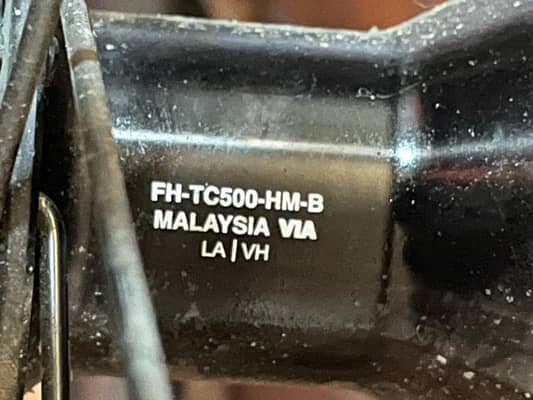 FH-TC500-HM-B
MALAYSIA VIA
LA | VH